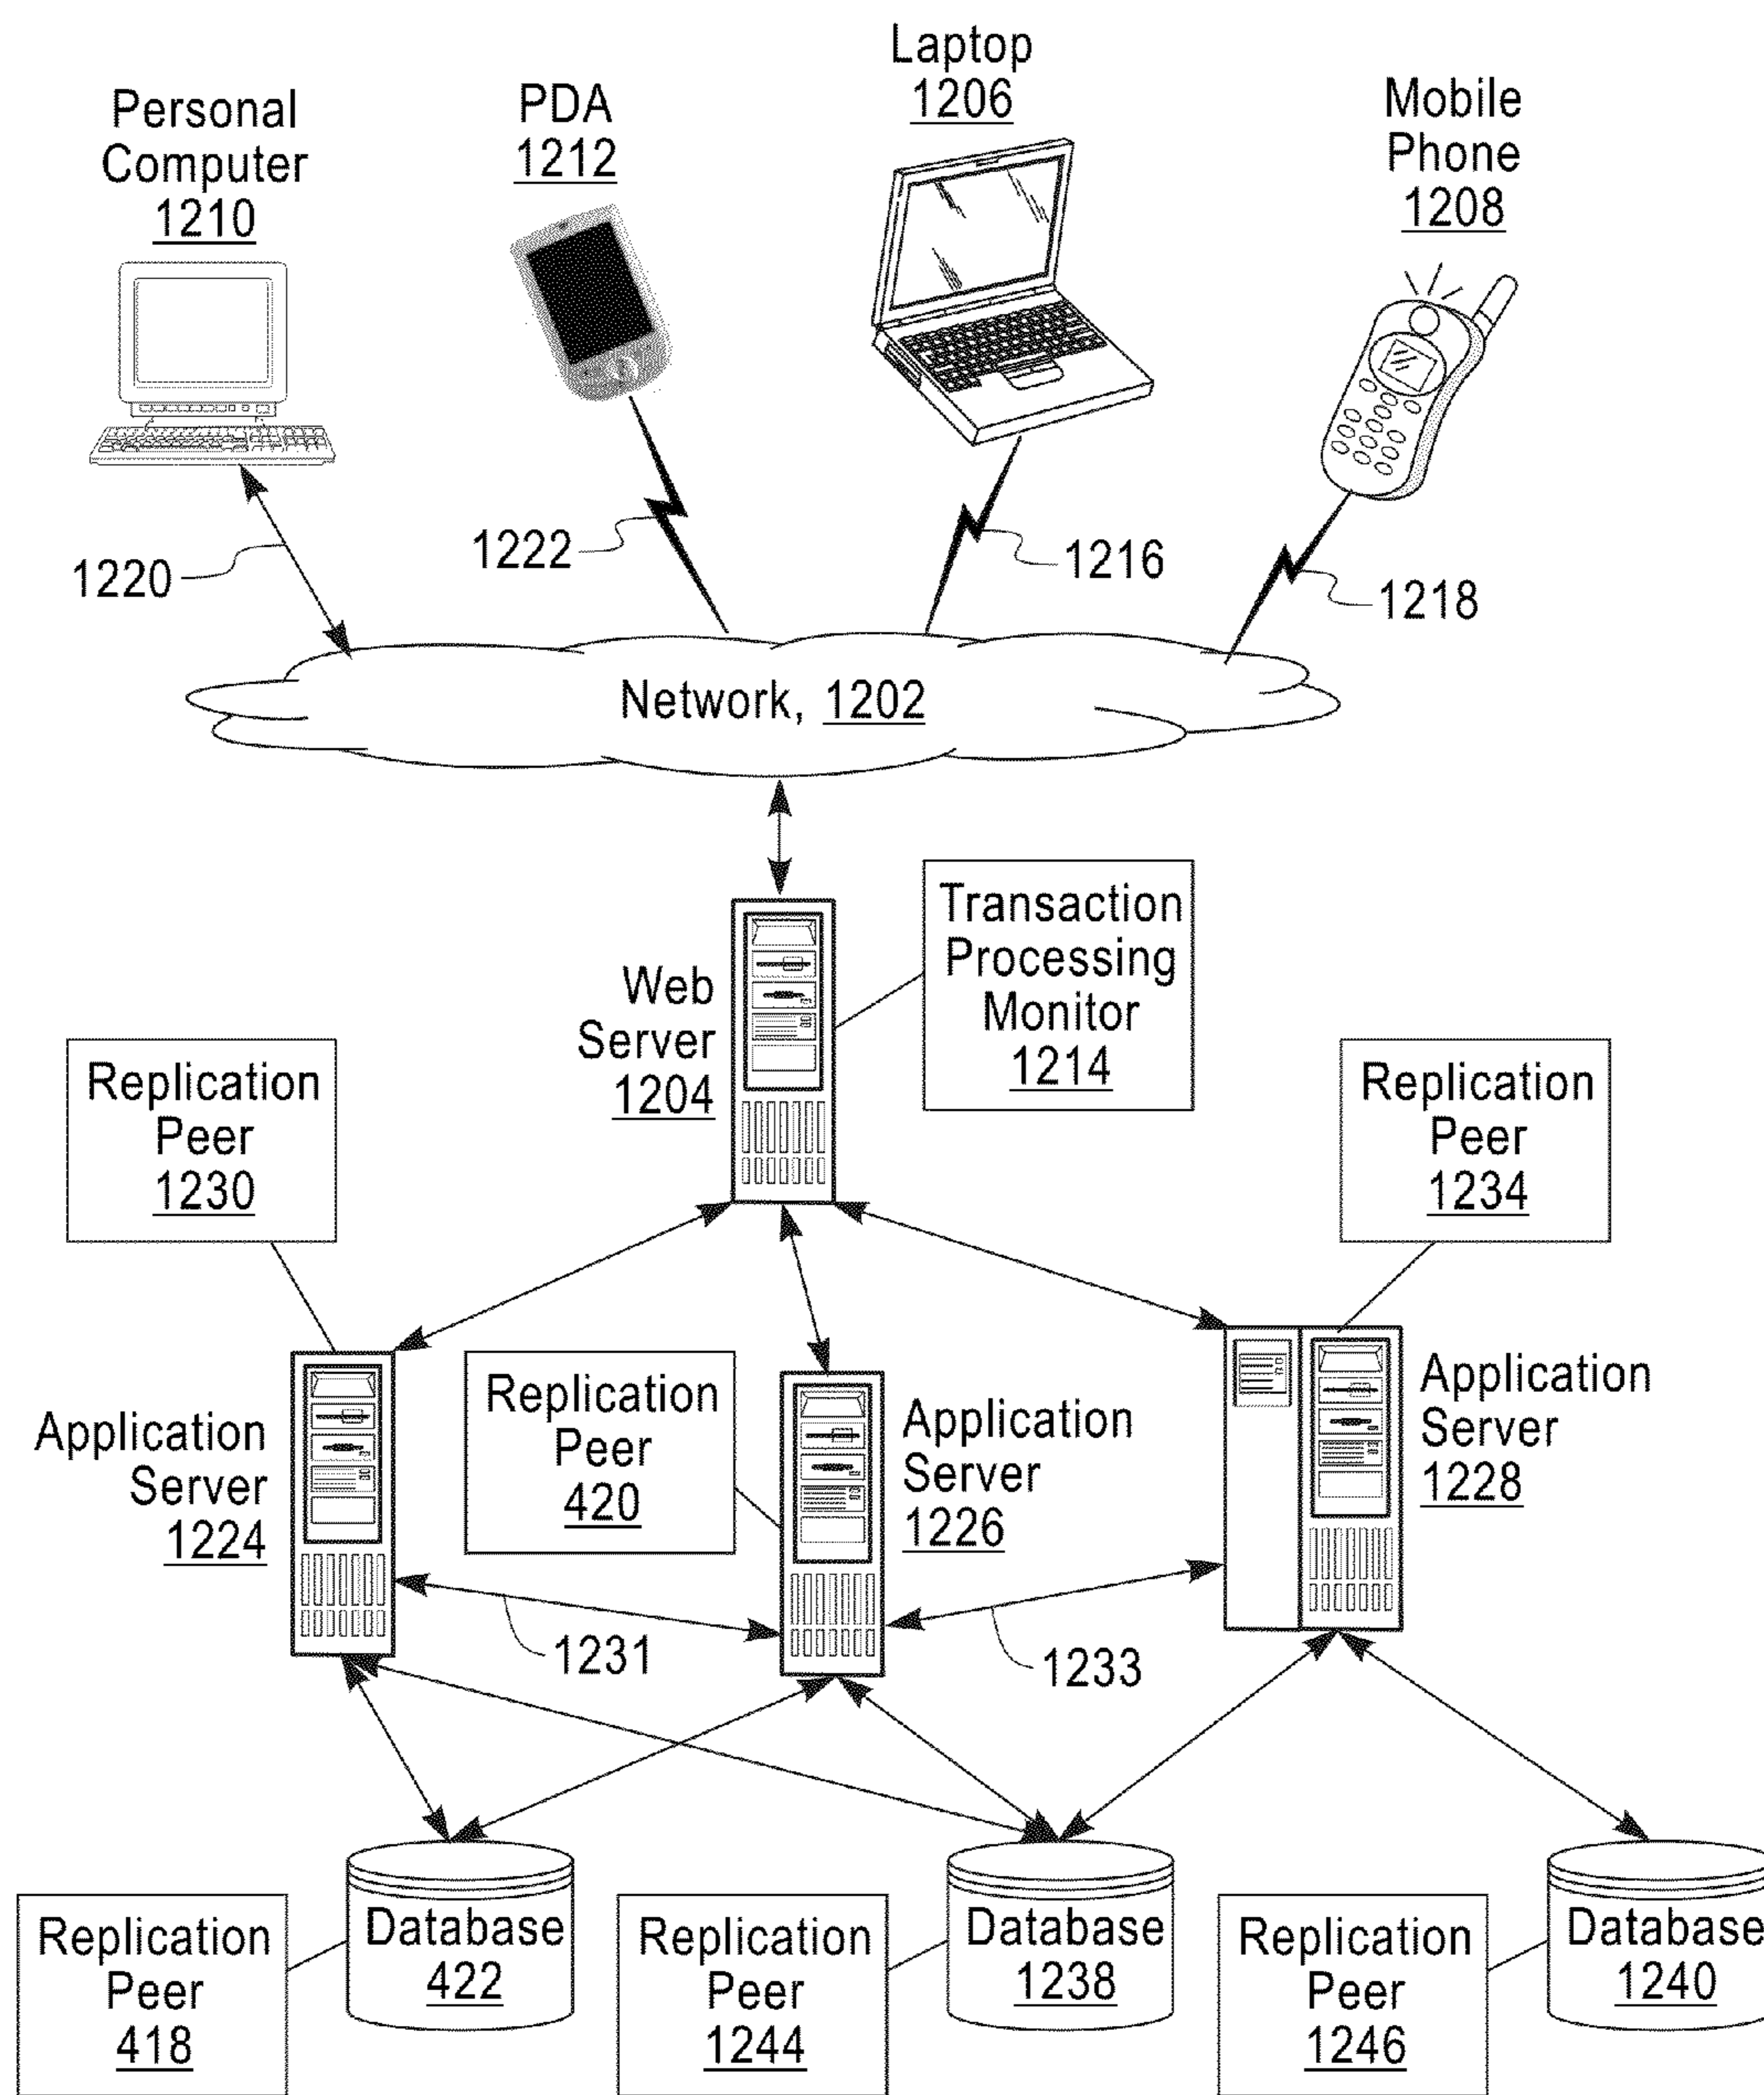 Laptop
1206
Personal
Computer
1210
PDA
1212
Mobile
Phone
1208
1220
1222
1216
1218
Network, 1202
Web
Server
1204
Transaction
Processing
Monitor
1214
Replication
Peer
1230
Replication
Peer
1234
Application
Server
1224
Replication
Peer
420
Application
Server
1226
Application
Server
1228
1231
1233
Replication
Peer
418
Database
422
Replication
Peer
1244
Database
1238
Replication
Peer
1246
Database
1240